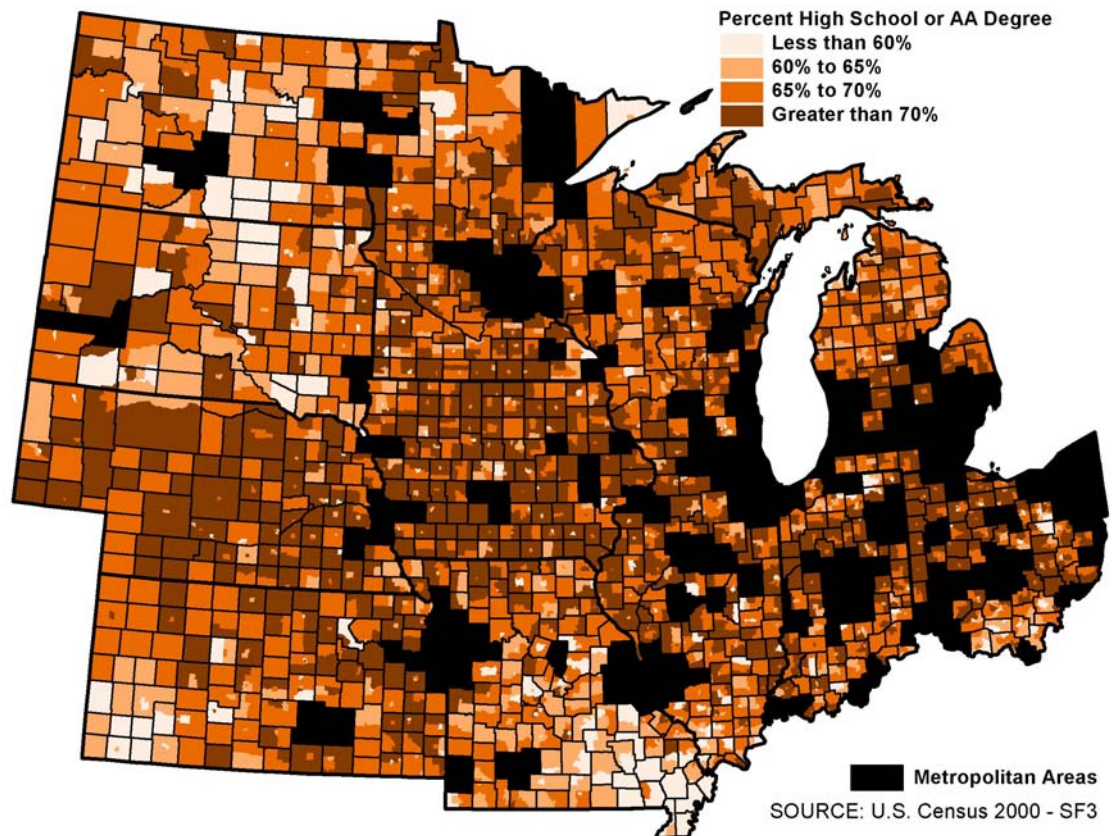 Percent High School or AA Degree
Less than 60%
60% to 65%
65% to 70%
Greater than 70%
Metropolitan Areas
SOURCE: U.S. Census 2000 - SF3